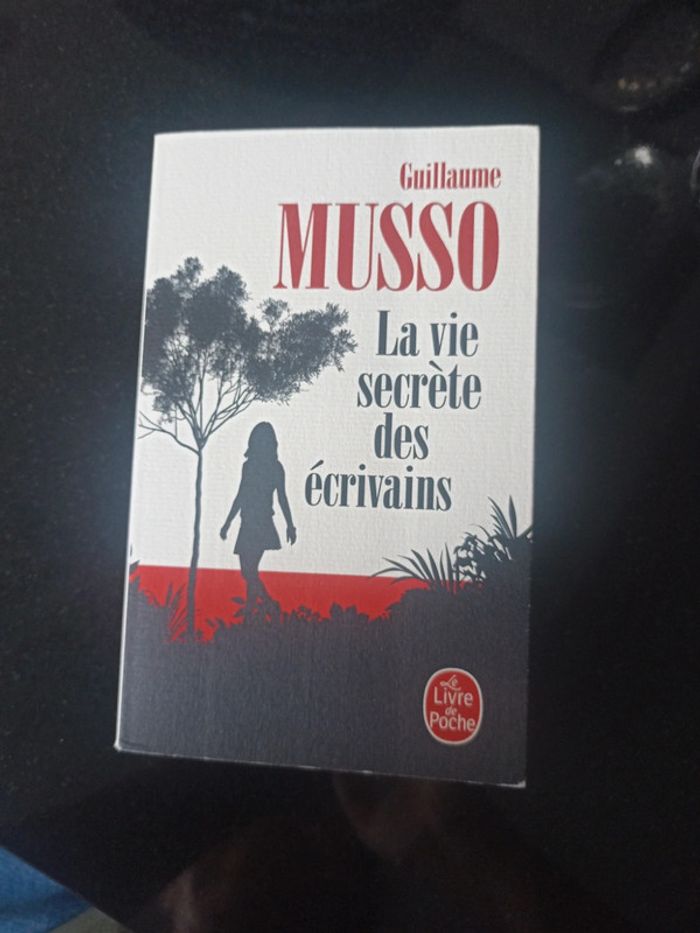 Guillaume
MUSSO
La vie
secrète
des
écrivains
Le
Livre
de
Poche